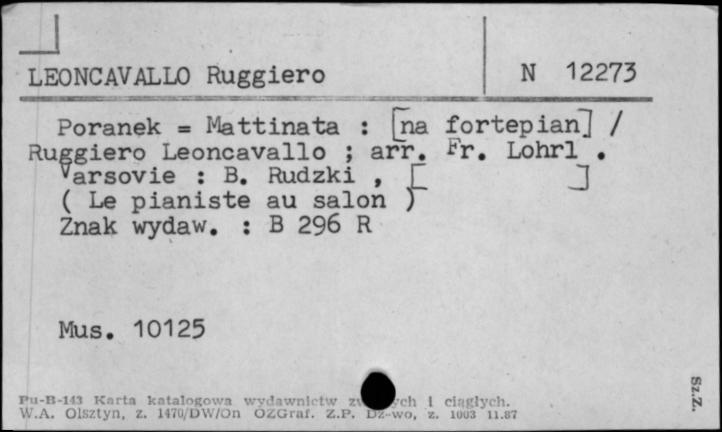 LEONCAVALLO Ruggiero
N 12273
Poranek = Mattinata : [na fortepian] /
Ruggiero Leoncavallo ; arr. Fr. Lohrl .
Varsovie : B. Rudzki , [ ]
( Le pianiste au salon )
Znak wydaw. : B 296 R
Mus. 10125
Pu-B-143 Karta katalogowa wydawnictw i ciągłych.
W.A. Olsztyn, z. 1470/DW/On OZGraf. Z.P. Dz-wo, z. 1003 11.87
Sz.Z.